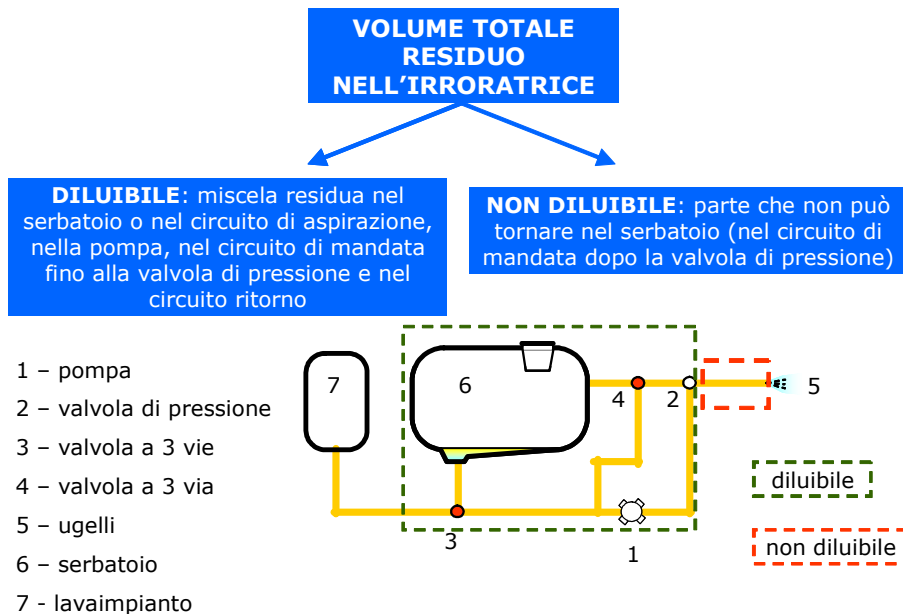 VOLUME TOTALE
RESIDUO
NELL'IRRORATRICE
DILUIBILE: miscela residua nel
serbatoio o nel circuito di aspirazione,
nella pompa, nel circuito di mandata
fino alla valvola di pressione e nel
circuito ritorno
NON DILUIBILE: parte che non può
tornare nel serbatoio (nel circuito di
mandata dopo la valvola di pressione)
1 – pompa
2 – valvola di pressione
3 – valvola a 3 vie
4 – valvola a 3 via
5 – ugelli
6 – serbatoio
7 - lavaimpianto
7
6
4
2
5
3
1
diluibile
non diluibile